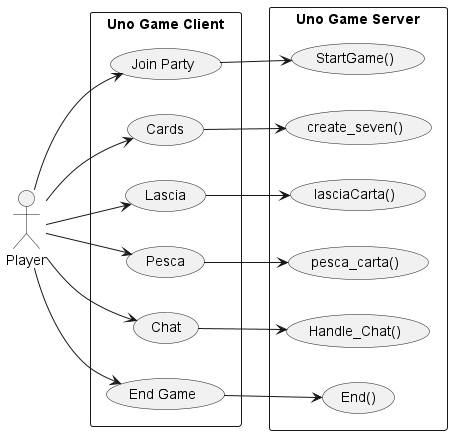 Uno Game Client
Uno Game Server
Join Party
StartGame()
Cards
create_seven()
Lascia
lasciaCarta()
Player
Pesca
pesca_carta()
Chat
Handle_Chat()
End Game
End()